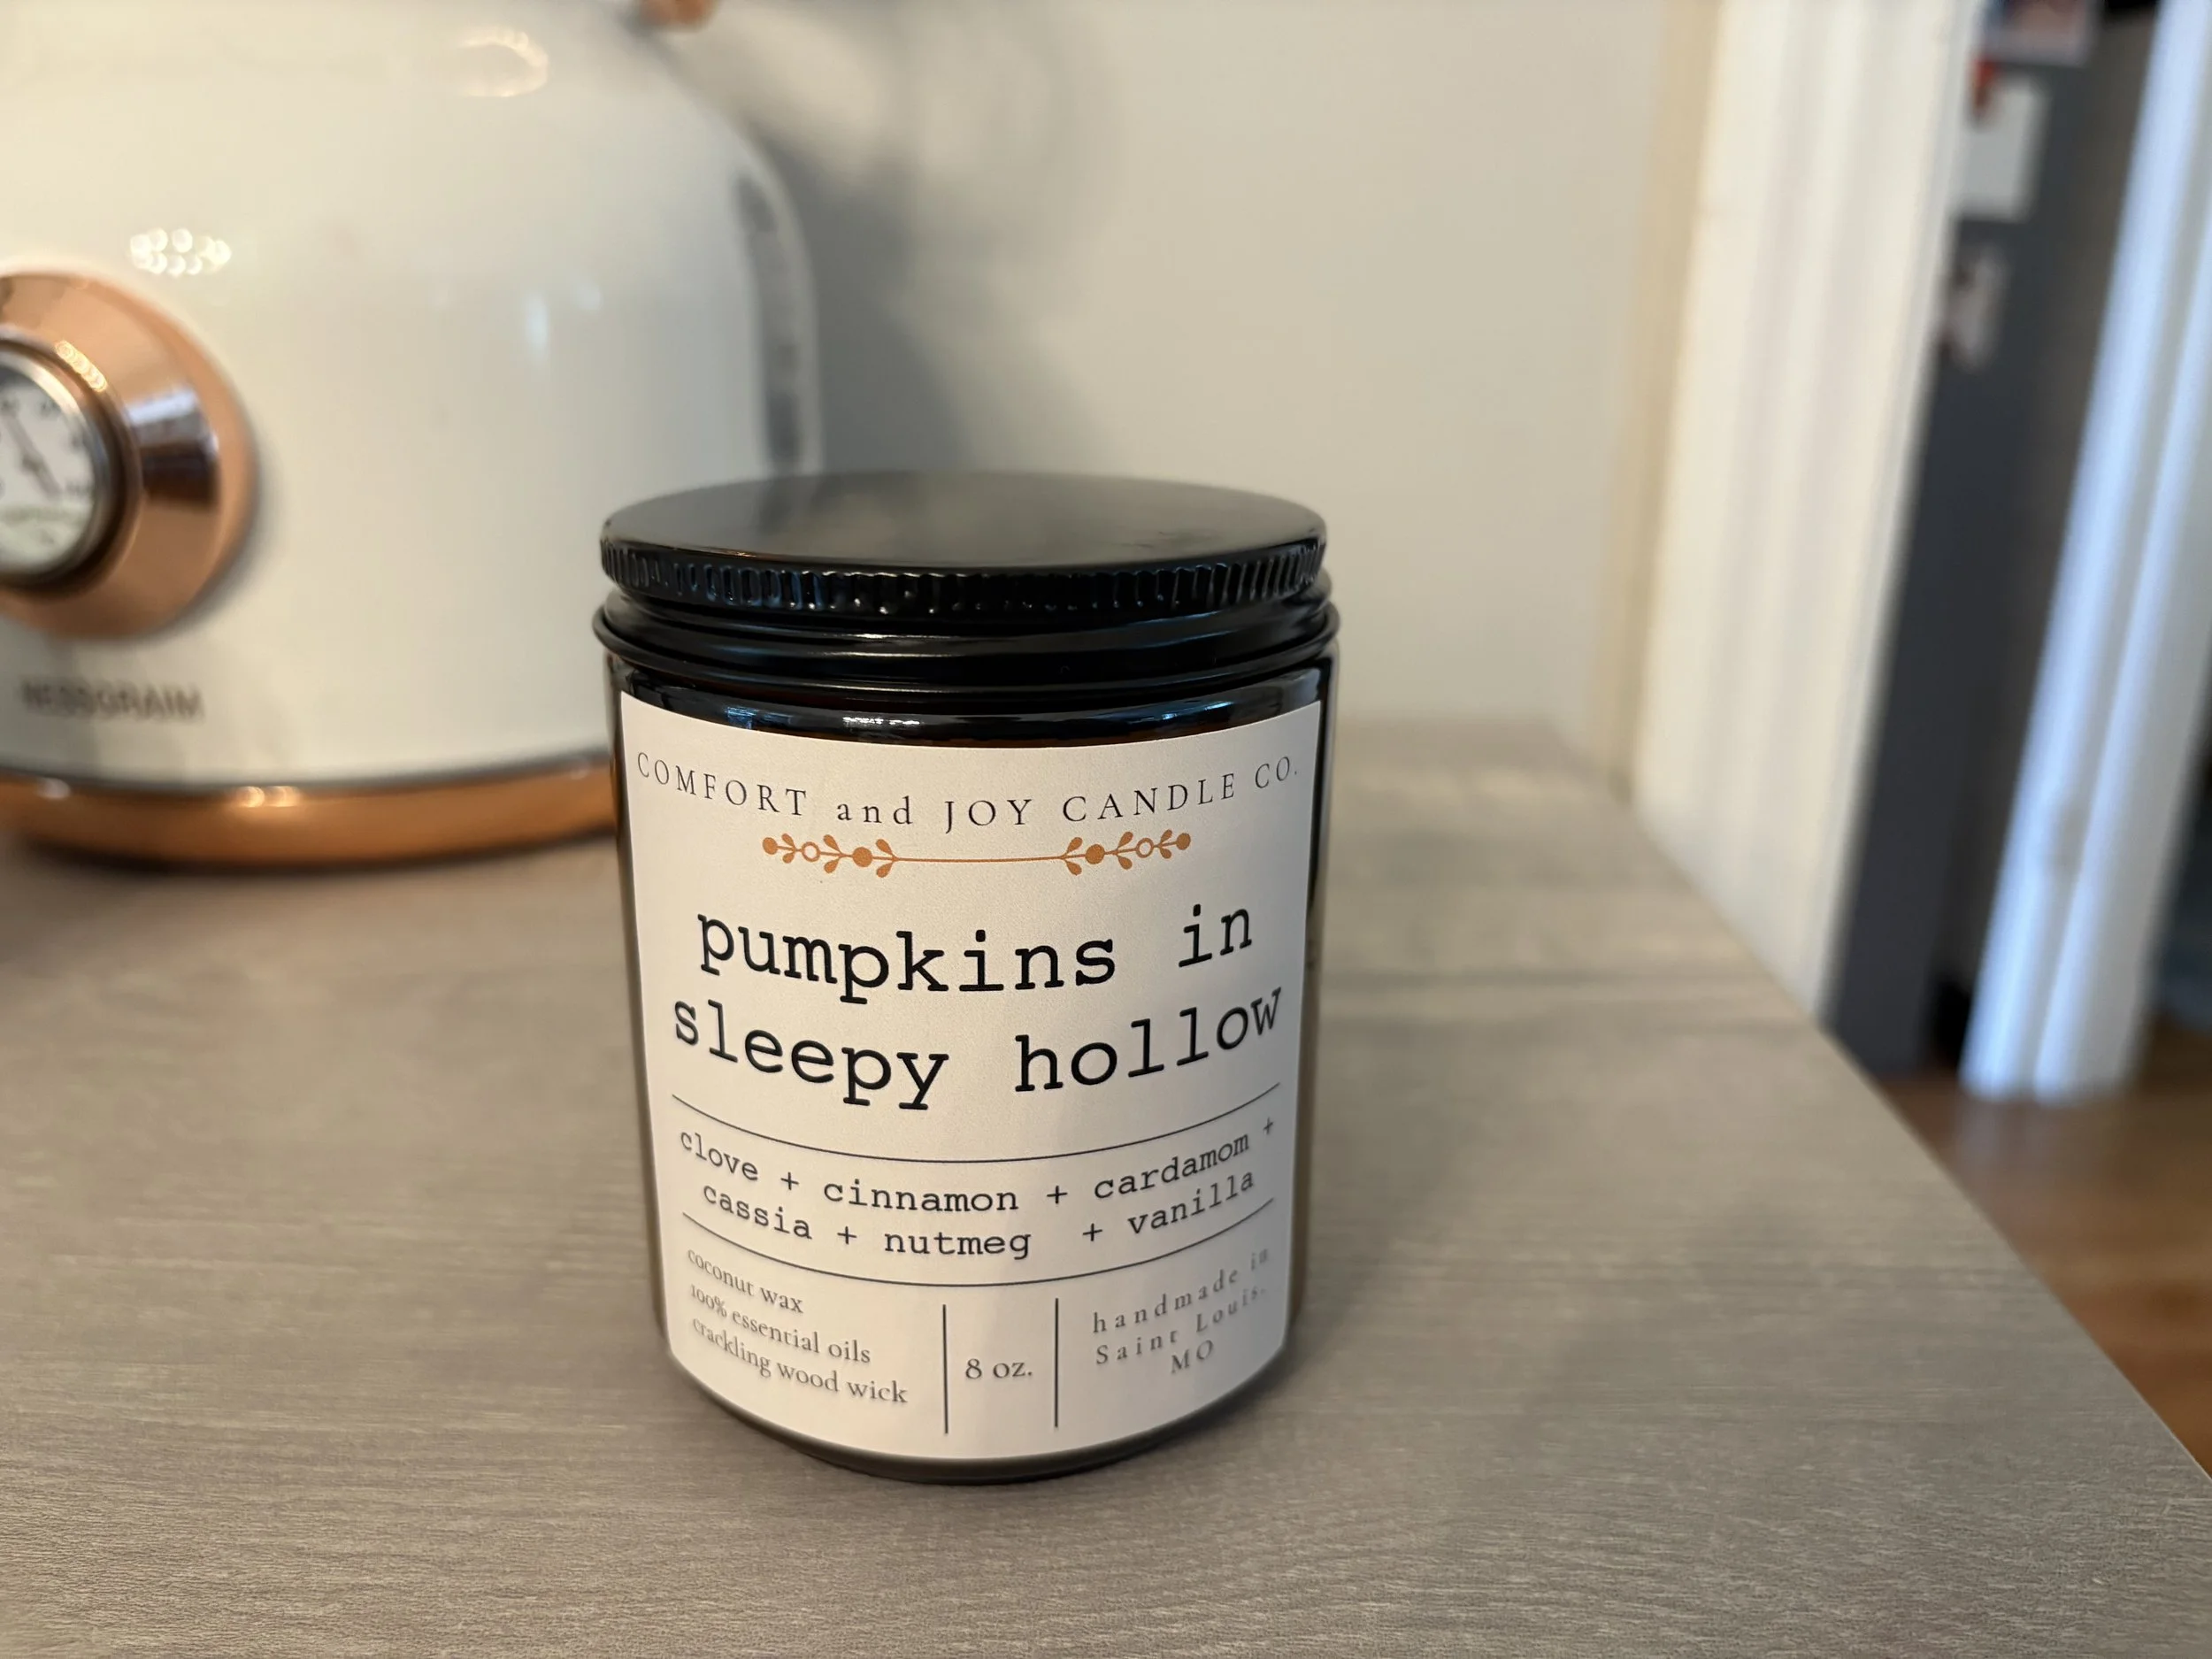 COMFORT and JOY CANDLE CO.
pumpkins in
sleepy hollow
clove + cinnamon + cardamom +
cassia + nutmeg + vanilla
coconut wax
100% essential oils
crackling wood wick
8 oz.
handmade in
Saint Louis,
MO